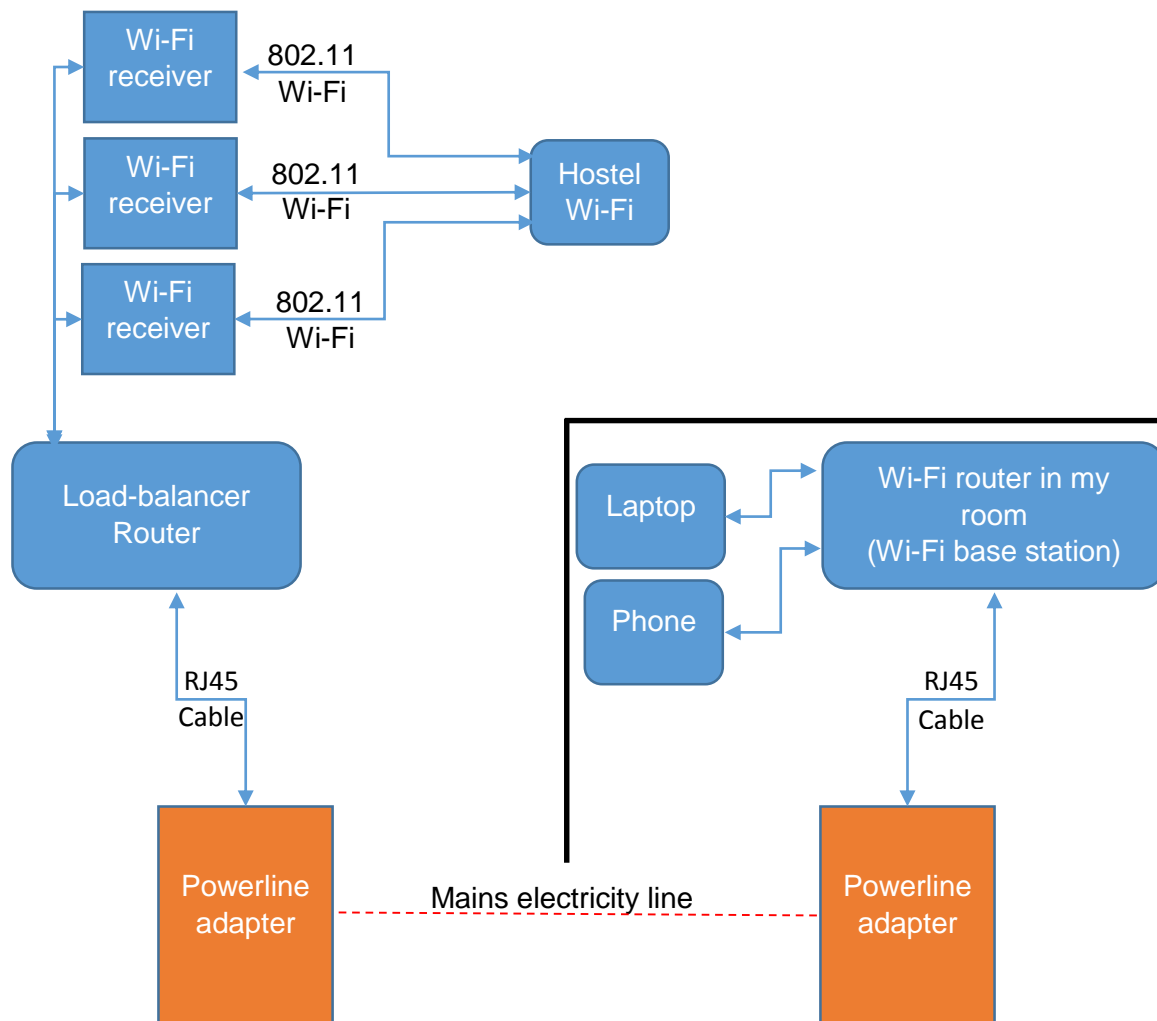 Wi-Fi
receiver
802.11
Wi-Fi
Wi-Fi
receiver
802.11
Wi-Fi
Hostel
Wi-Fi
Wi-Fi
receiver
802.11
Wi-Fi
Load-balancer
Router
Laptop
Wi-Fi router in my
room
(Wi-Fi base station)
Phone
RJ45
Cable
RJ45
Cable
Powerline
adapter
Mains electricity line
Powerline
adapter